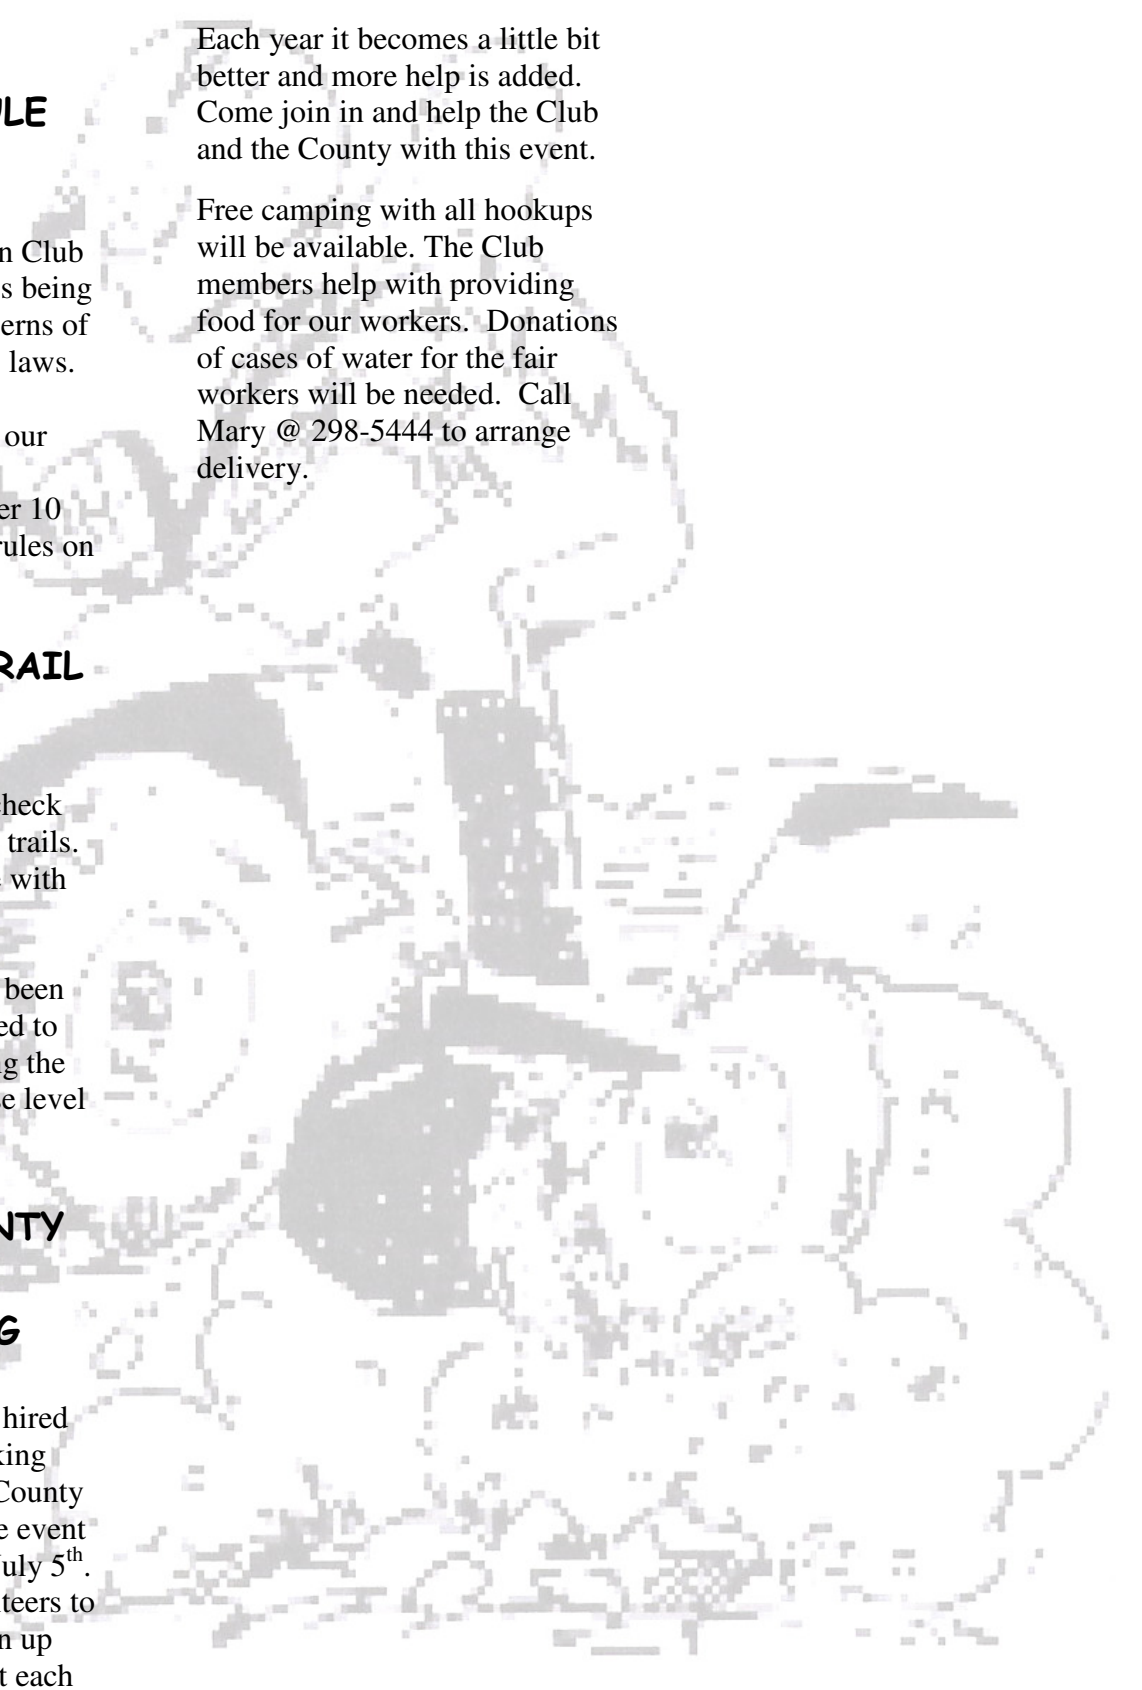 ULE
n Club
s being
erns of
laws.
our
er 10
rules on
RAIL
check
trails.
with
been
ed to
ng the
se level
NTY
G
hired
king
County
e event
July 5th.
teers to
n up
t each
Each year it becomes a little bit
better and more help is added.
Come join in and help the Club
and the County with this event.
Free camping with all hookups
will be available. The Club
members help with providing
food for our workers.  Donations
of cases of water for the fair
workers will be needed.  Call
Mary @ 298-5444 to arrange
delivery.